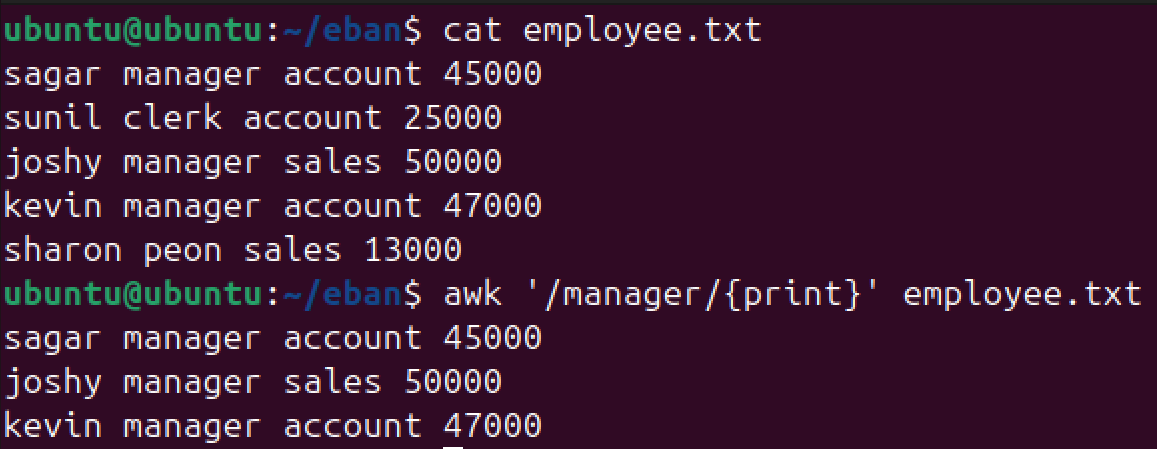 ubuntu@ubuntu:~/eban$ cat employee.txt
sagar manager account 45000
sunil clerk account 25000
joshy manager sales 50000
kevin manager account 47000
sharon peon sales 13000
ubuntu@ubuntu:~/eban$ awk '/manager/{print}' employee.txt
sagar manager account 45000
joshy manager sales 50000
kevin manager account 47000